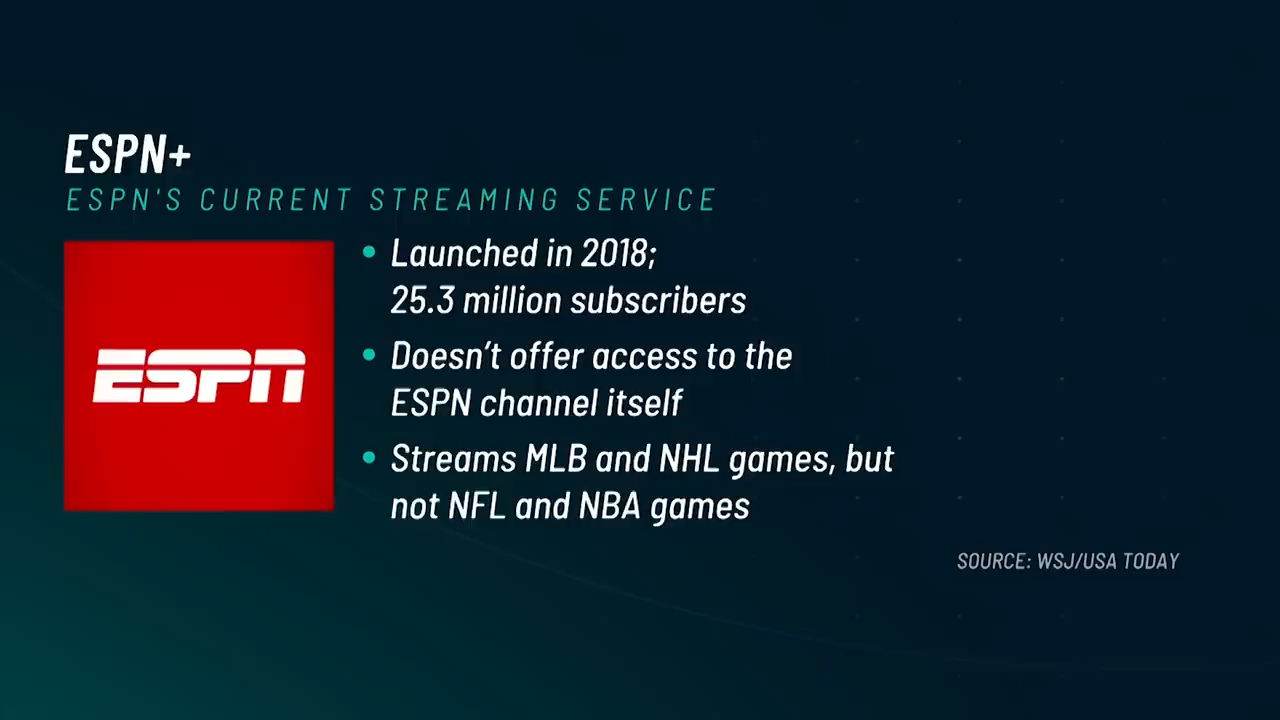 ESPN+
ESPN'S CURRENT STREAMING SERVICE
ESPN
• Launched in 2018;
25.3 million subscribers
• Doesn’t offer access to the
ESPN channel itself
• Streams MLB and NHL games, but
not NFL and NBA games
SOURCE: WSJ/USA TODAY